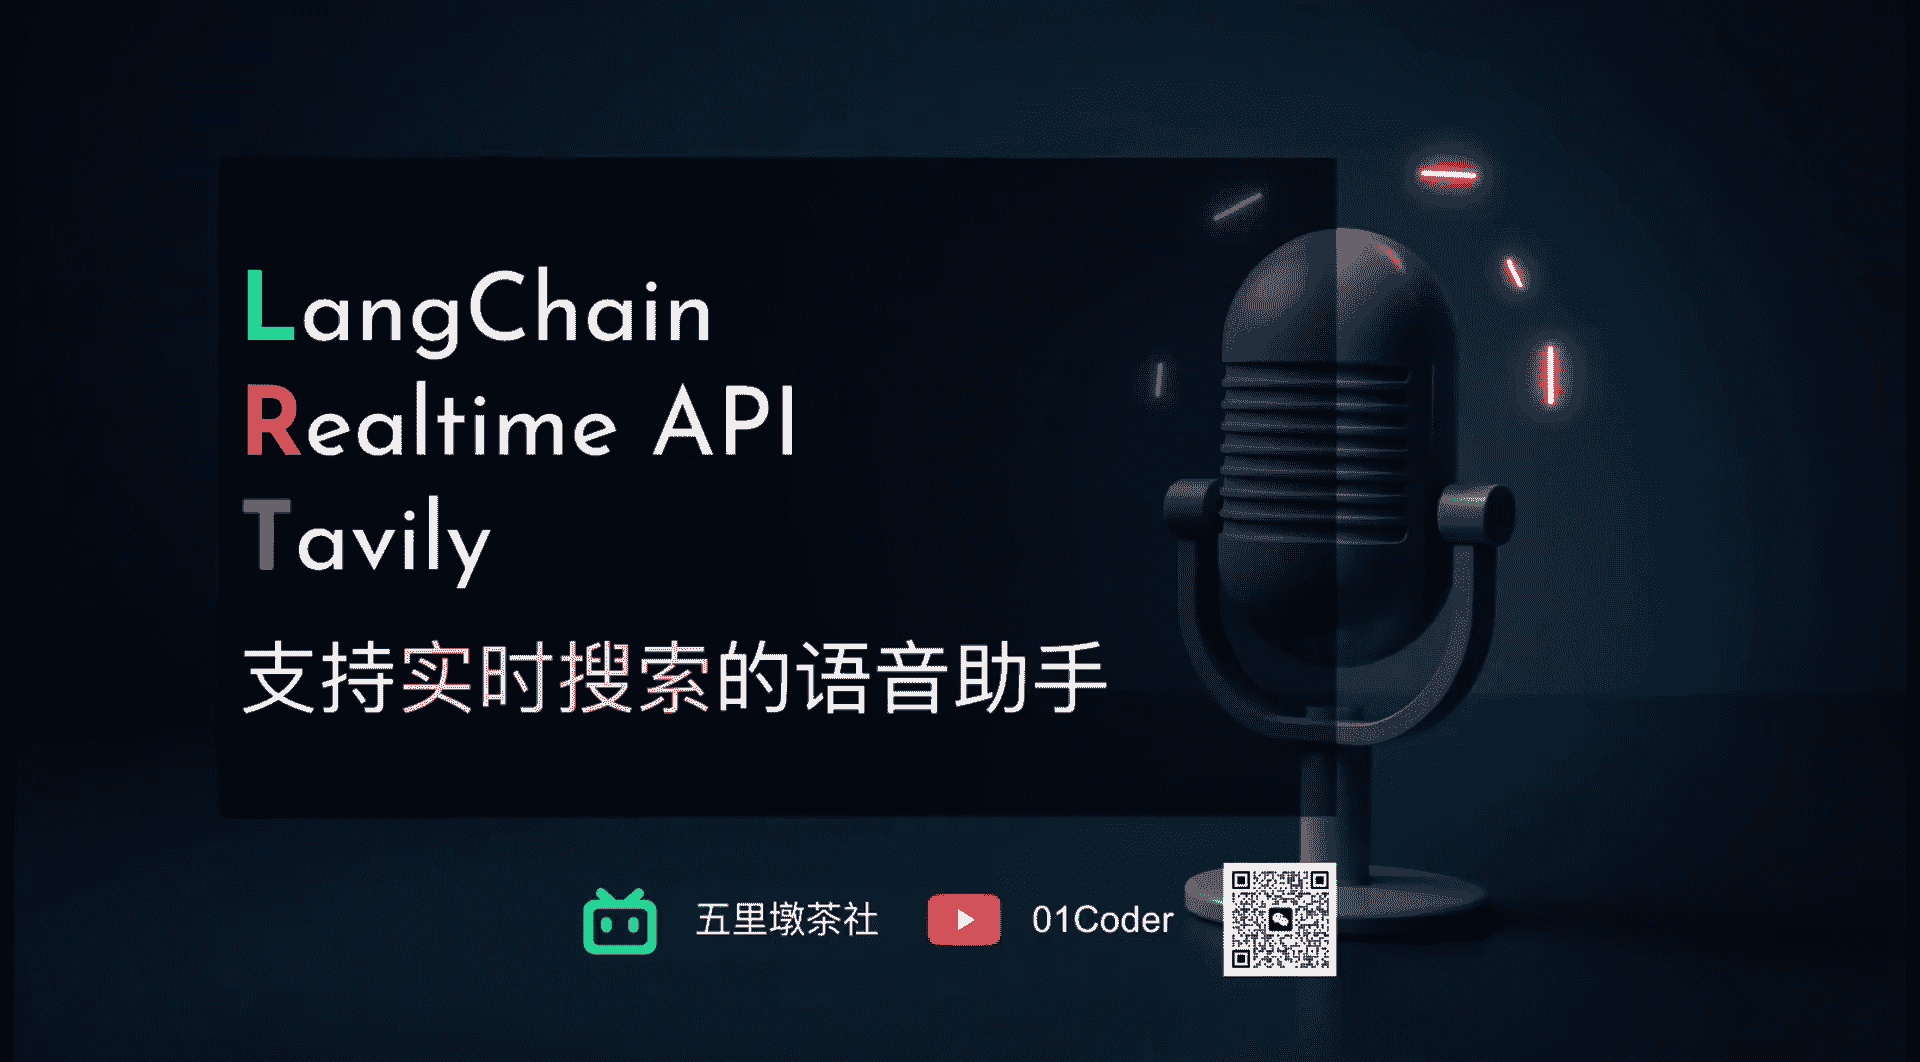 LangChain
Realtime API
Tavily
支持实时搜索的语音助手
五里墩茶社
01Coder